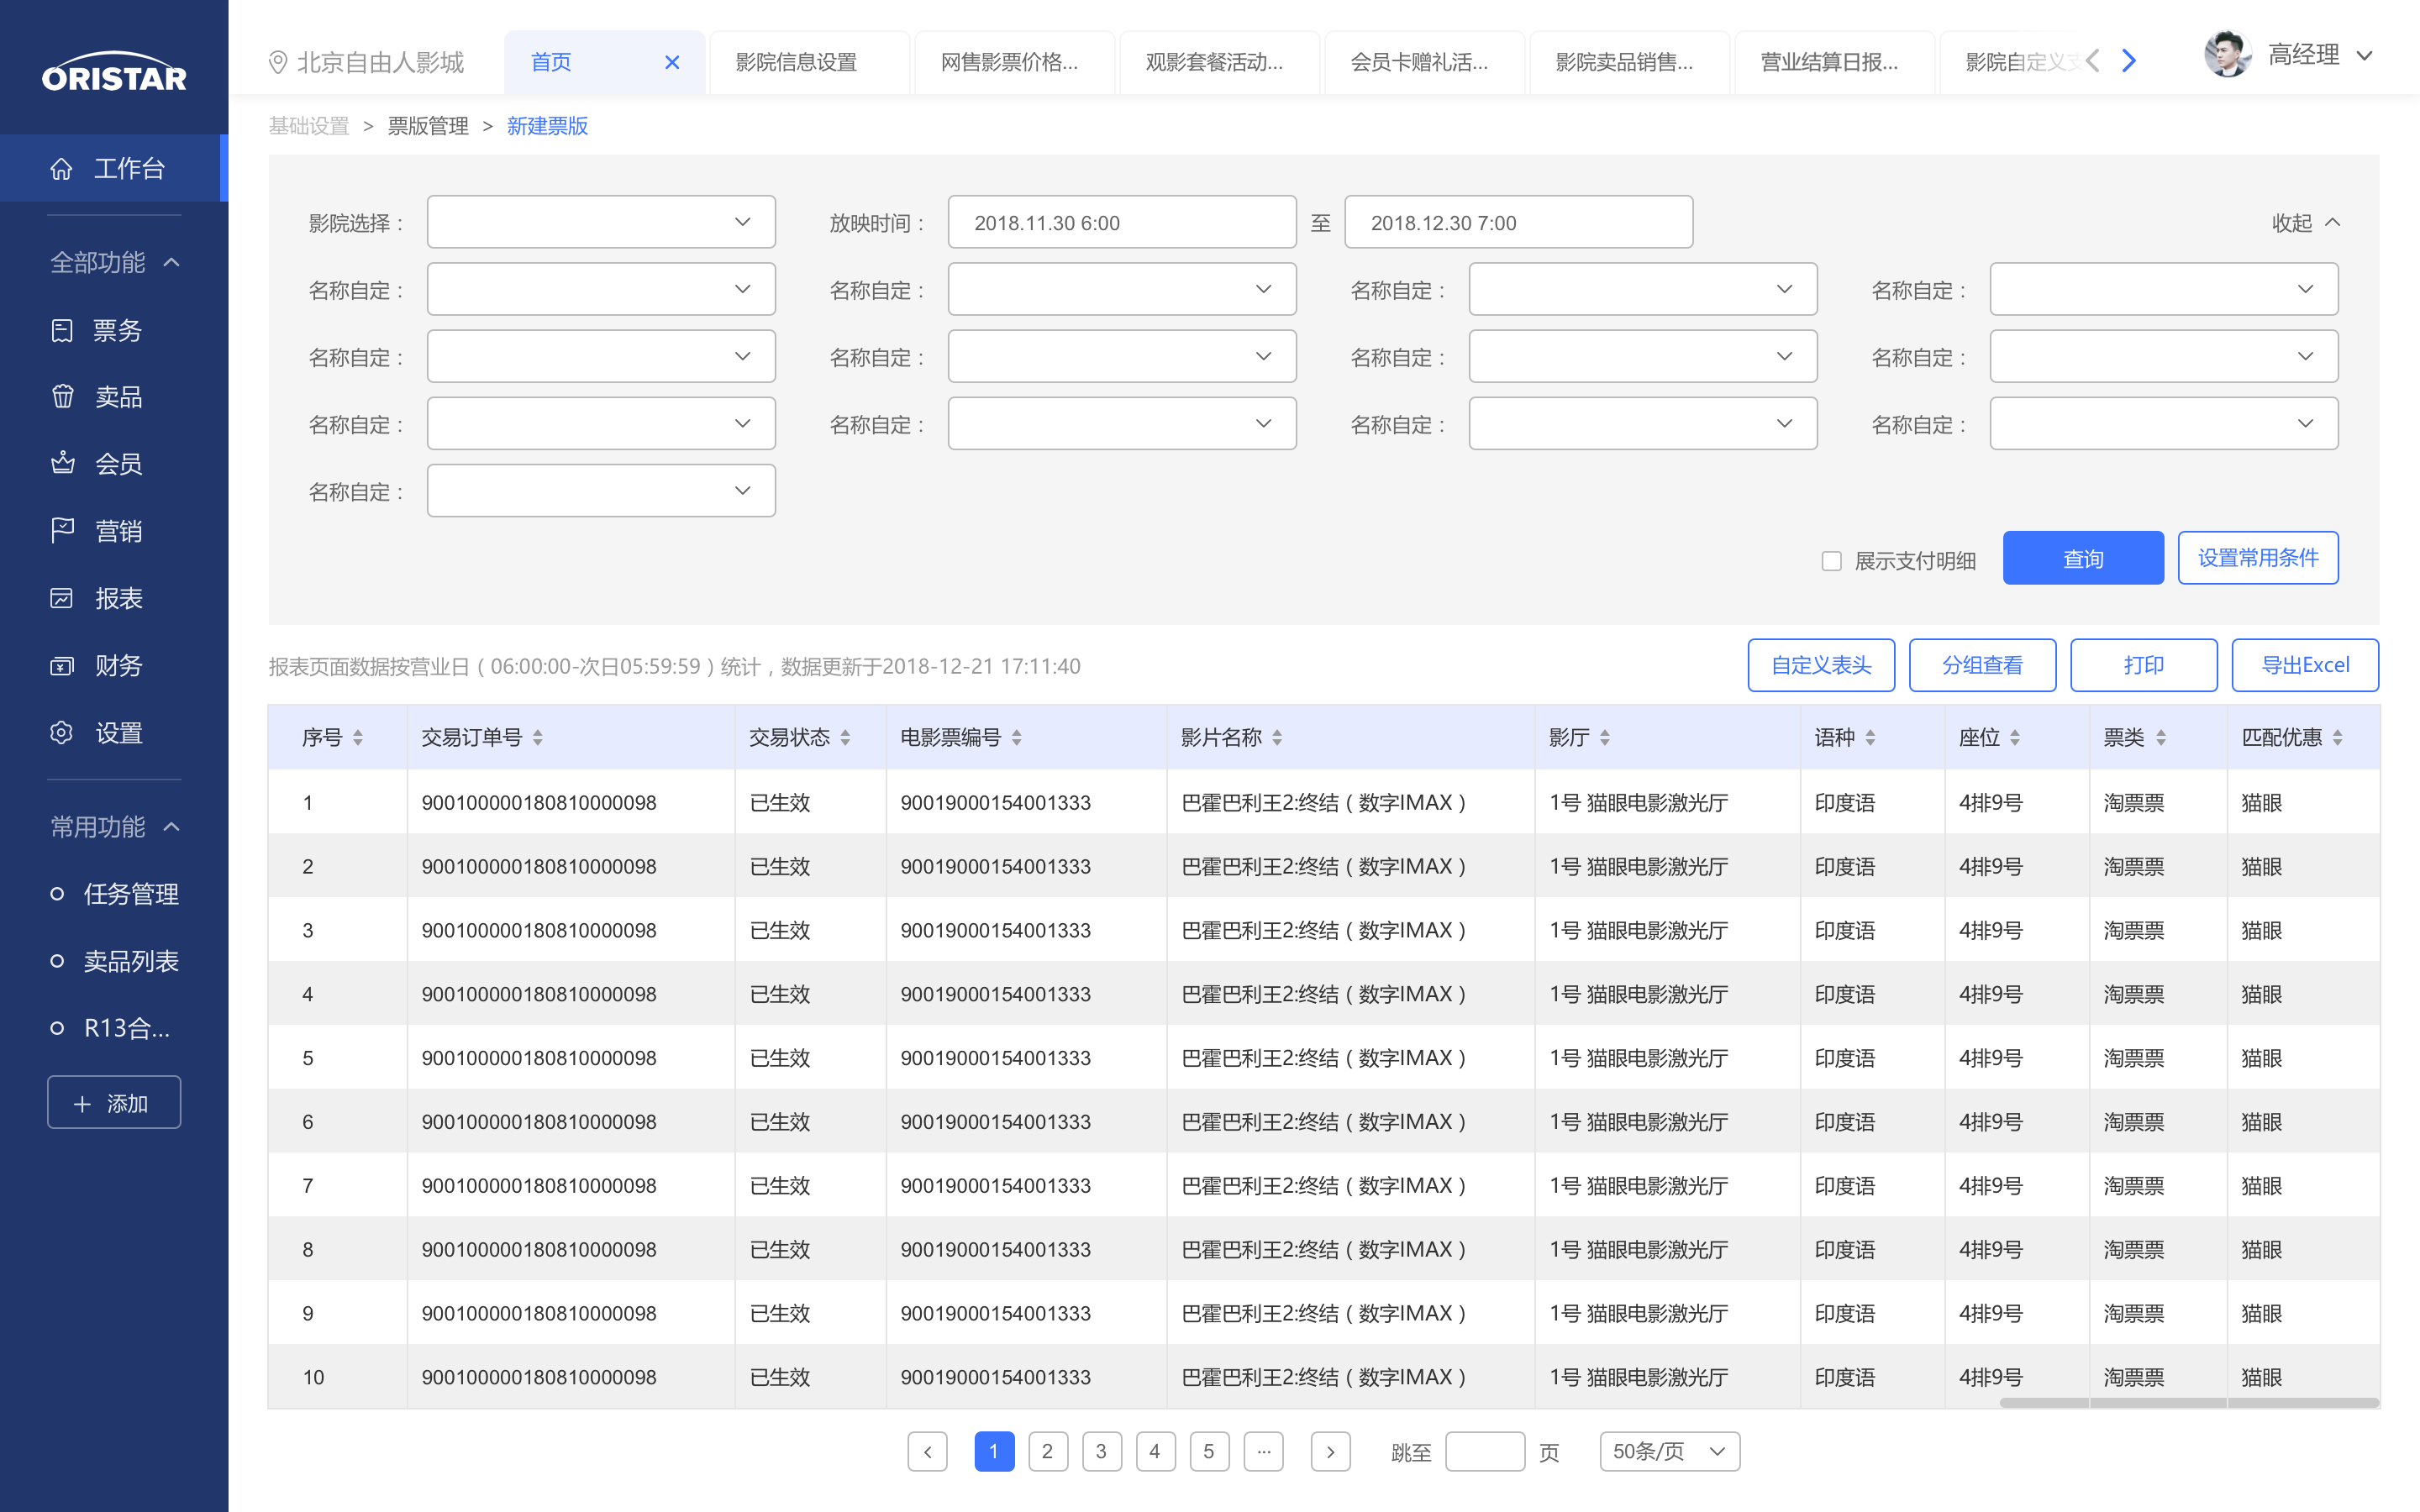 ORISTAR
北京自由人影城
首页
影院信息设置
网售影票价格...
观影套餐活动...
会员卡赠礼活...
影院卖品销售...
营业结算日报...
影院自定义支
高经理
基础设置 > 票版管理 > 新建票版
工作台
全部功能
票务
卖品
会员
营销
报表
财务
设置
常用功能
任务管理
卖品列表
R13合...
添加
影院选择：
放映时间： 2018.11.30 6:00 至 2018.12.30 7:00
收起
名称自定： 名称自定： 名称自定： 名称自定：
名称自定： 名称自定： 名称自定： 名称自定：
名称自定： 名称自定： 名称自定： 名称自定：
名称自定：
展示支付明细 查询 设置常用条件
报表页面数据按营业日（06:00:00-次日05:59:59）统计，数据更新于2018-12-21 17:11:40
自定义表头 分组查看 打印 导出Excel
序号 交易订单号 交易状态 电影票编号 影片名称 影厅 语种 座位 票类 匹配优惠
1 900100000180810000098 已生效 90019000154001333 巴霍巴利王2:终结（数字IMAX） 1号 猫眼电影激光厅 印度语 4排9号 淘票票 猫眼
2 900100000180810000098 已生效 90019000154001333 巴霍巴利王2:终结（数字IMAX） 1号 猫眼电影激光厅 印度语 4排9号 淘票票 猫眼
3 900100000180810000098 已生效 90019000154001333 巴霍巴利王2:终结（数字IMAX） 1号 猫眼电影激光厅 印度语 4排9号 淘票票 猫眼
4 900100000180810000098 已生效 90019000154001333 巴霍巴利王2:终结（数字IMAX） 1号 猫眼电影激光厅 印度语 4排9号 淘票票 猫眼
5 900100000180810000098 已生效 90019000154001333 巴霍巴利王2:终结（数字IMAX） 1号 猫眼电影激光厅 印度语 4排9号 淘票票 猫眼
6 900100000180810000098 已生效 90019000154001333 巴霍巴利王2:终结（数字IMAX） 1号 猫眼电影激光厅 印度语 4排9号 淘票票 猫眼
7 900100000180810000098 已生效 90019000154001333 巴霍巴利王2:终结（数字IMAX） 1号 猫眼电影激光厅 印度语 4排9号 淘票票 猫眼
8 900100000180810000098 已生效 90019000154001333 巴霍巴利王2:终结（数字IMAX） 1号 猫眼电影激光厅 印度语 4排9号 淘票票 猫眼
9 900100000180810000098 已生效 90019000154001333 巴霍巴利王2:终结（数字IMAX） 1号 猫眼电影激光厅 印度语 4排9号 淘票票 猫眼
10 900100000180810000098 已生效 90019000154001333 巴霍巴利王2:终结（数字IMAX） 1号 猫眼电影激光厅 印度语 4排9号 淘票票 猫眼
< 1 2 3 4 5 ... > 跳至 页 50条/页